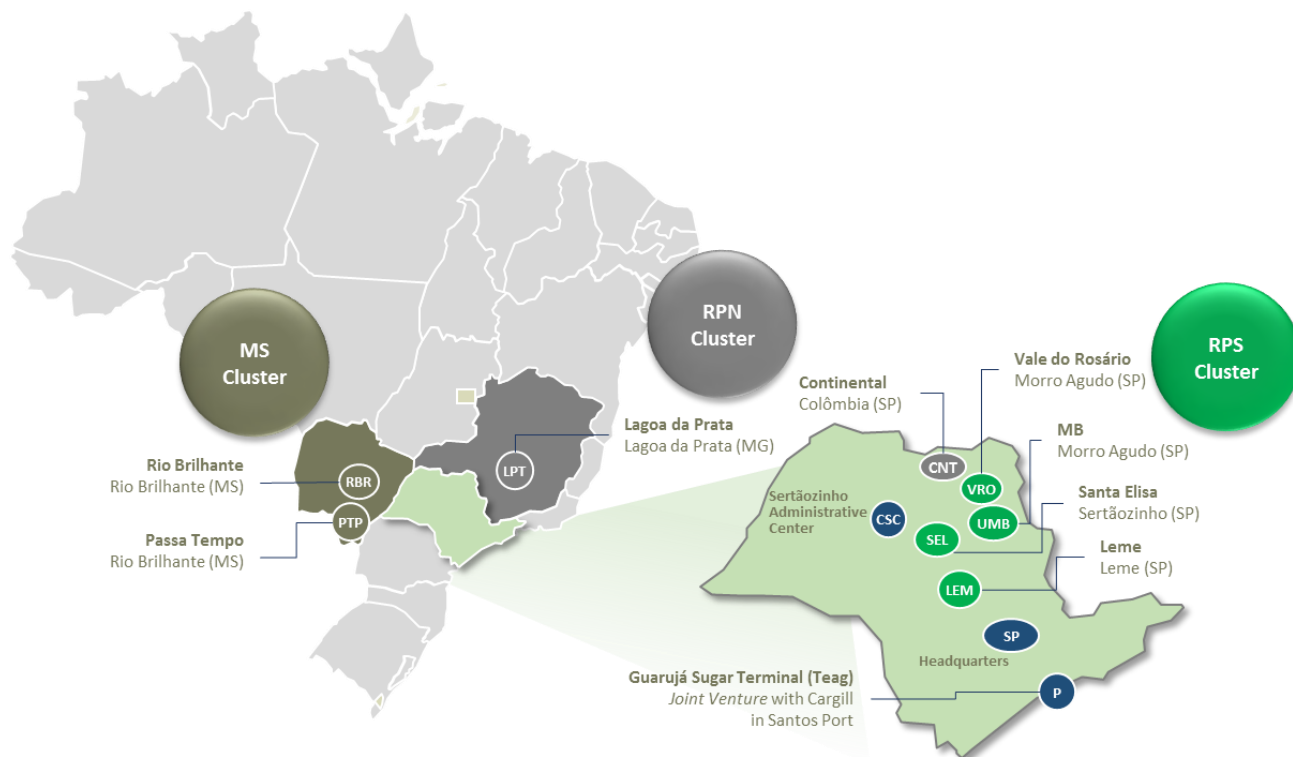 MS
Cluster
RPN
Cluster
RPS
Cluster
Rio Brilhante
Rio Brilhante (MS)
RBR
Passa Tempo
Rio Brilhante (MS)
PTP
Lagoa da Prata
Lagoa da Prata (MG)
LPT
Continental
Colômbia (SP)
CNT
Vale do Rosário
Morro Agudo (SP)
VRO
MB
Morro Agudo (SP)
UMB
Sertãozinho
Administrative
Center
CSC
Santa Elisa
Sertãozinho (SP)
SEL
Leme
Leme (SP)
LEM
SP
Headquarters
Guarujá Sugar Terminal (Teag)
Joint Venture with Cargill
in Santos Port
P